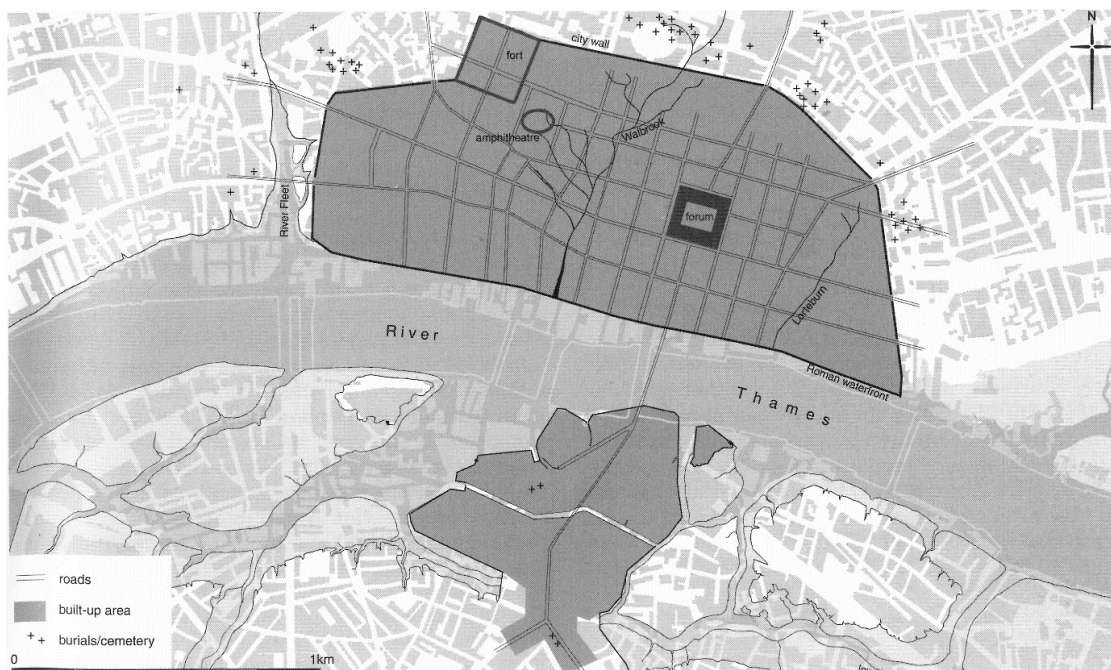 N
city wall
fort
Walbrook
amphitheatre
River Fleet
forum
Lorteburn
River
Roman waterfront
Thames
roads
built-up area
burials/cemetery
0
1km